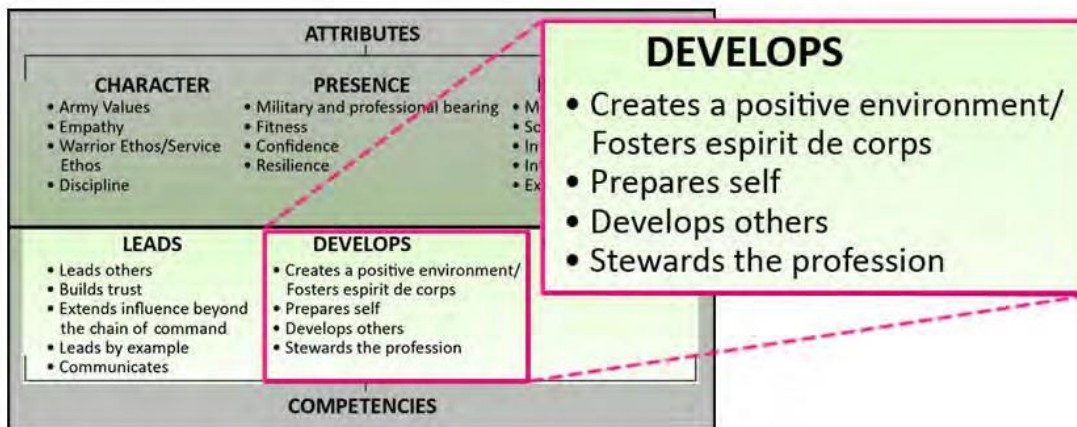 ATTRIBUTES
CHARACTER
• Army Values
• Empathy
• Warrior Ethos/Service
Ethos
• Discipline
PRESENCE
• Military and professional bearing
• Fitness
• Confidence
• Resilience
LEADS
• Leads others
• Builds trust
• Extends influence beyond
the chain of command
• Leads by example
• Communicates
DEVELOPS
• Creates a positive environment/
Fosters espirit de corps
• Prepares self
• Develops others
• Stewards the profession
COMPETENCIES
DEVELOPS
• Creates a positive environment/
Fosters espirit de corps
• Prepares self
• Develops others
• Stewards the profession